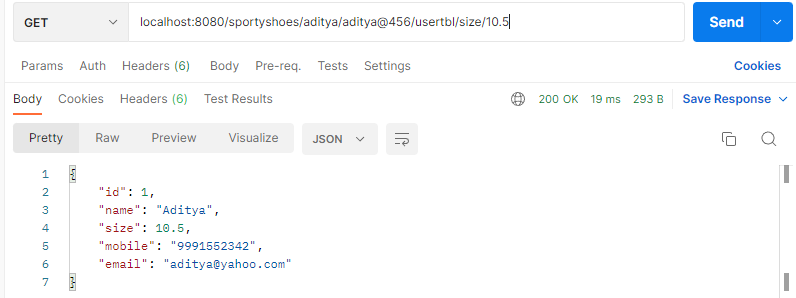 GET localhost:8080/sportyshoes/aditya/aditya@456/usertbl/size/10.5 Send
Params Auth Headers (6) Body Pre-req. Tests Settings Cookies
Body Cookies Headers (6) Test Results 200 OK 19 ms 293 B Save Response
Pretty Raw Preview Visualize JSON
1 {
2 "id": 1,
3 "name": "Aditya",
4 "size": 10.5,
5 "mobile": "9991552342",
6 "email": "aditya@yahoo.com"
7 }